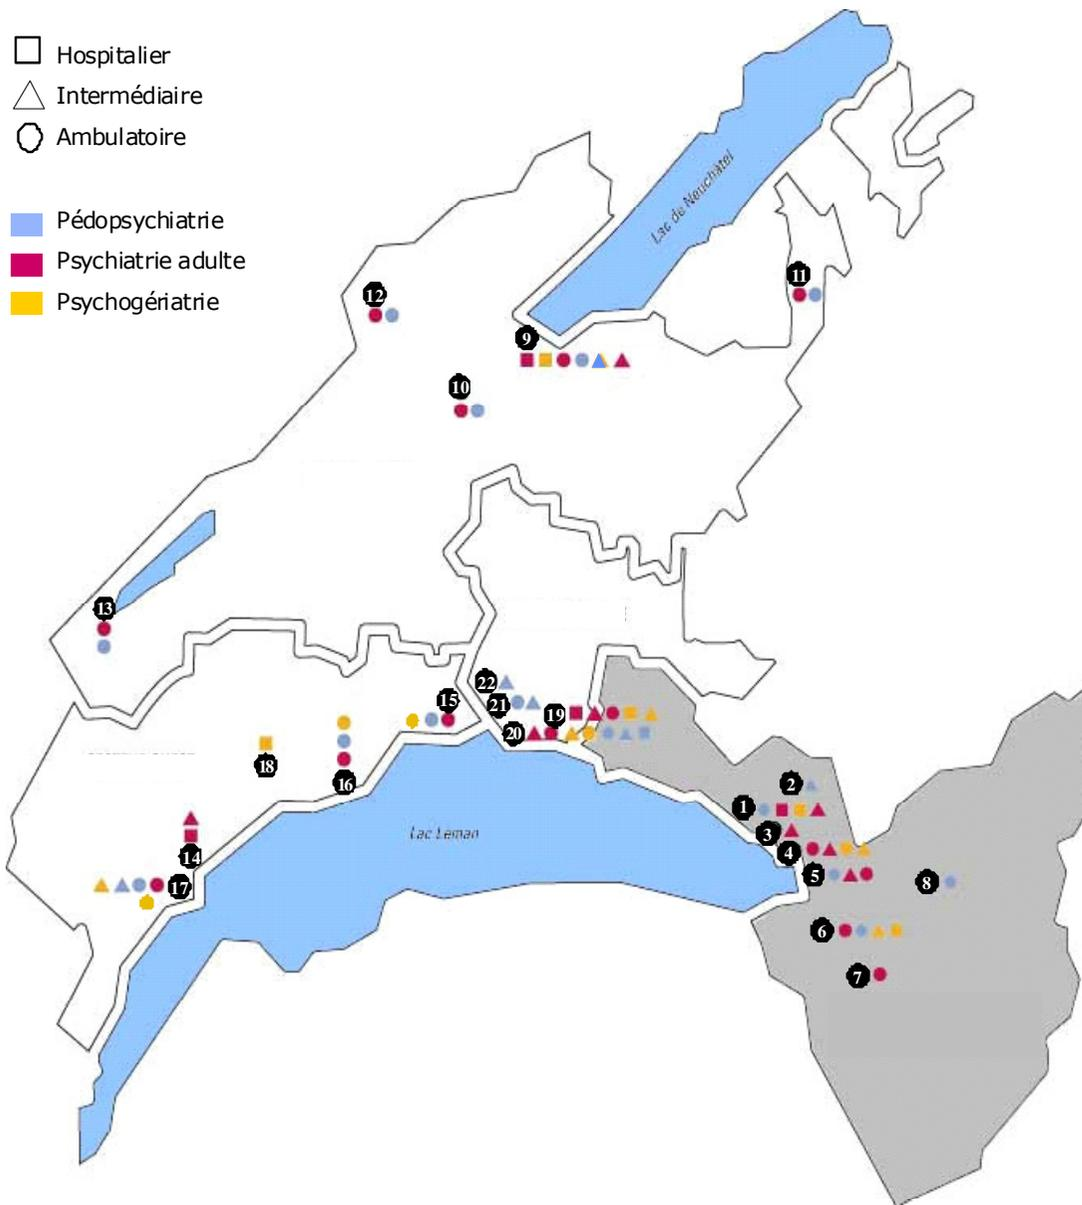 Hospitalier
Intermédiaire
Ambulatoire
Pédopsychiatrie
Psychiatrie adulte
Psychogériatrie
Lac de Neuchâtel
11
12
9
10
13
22
21
15
19
20
18
16
2
1
3
Lac Léman
4
14
5
17
8
6
7